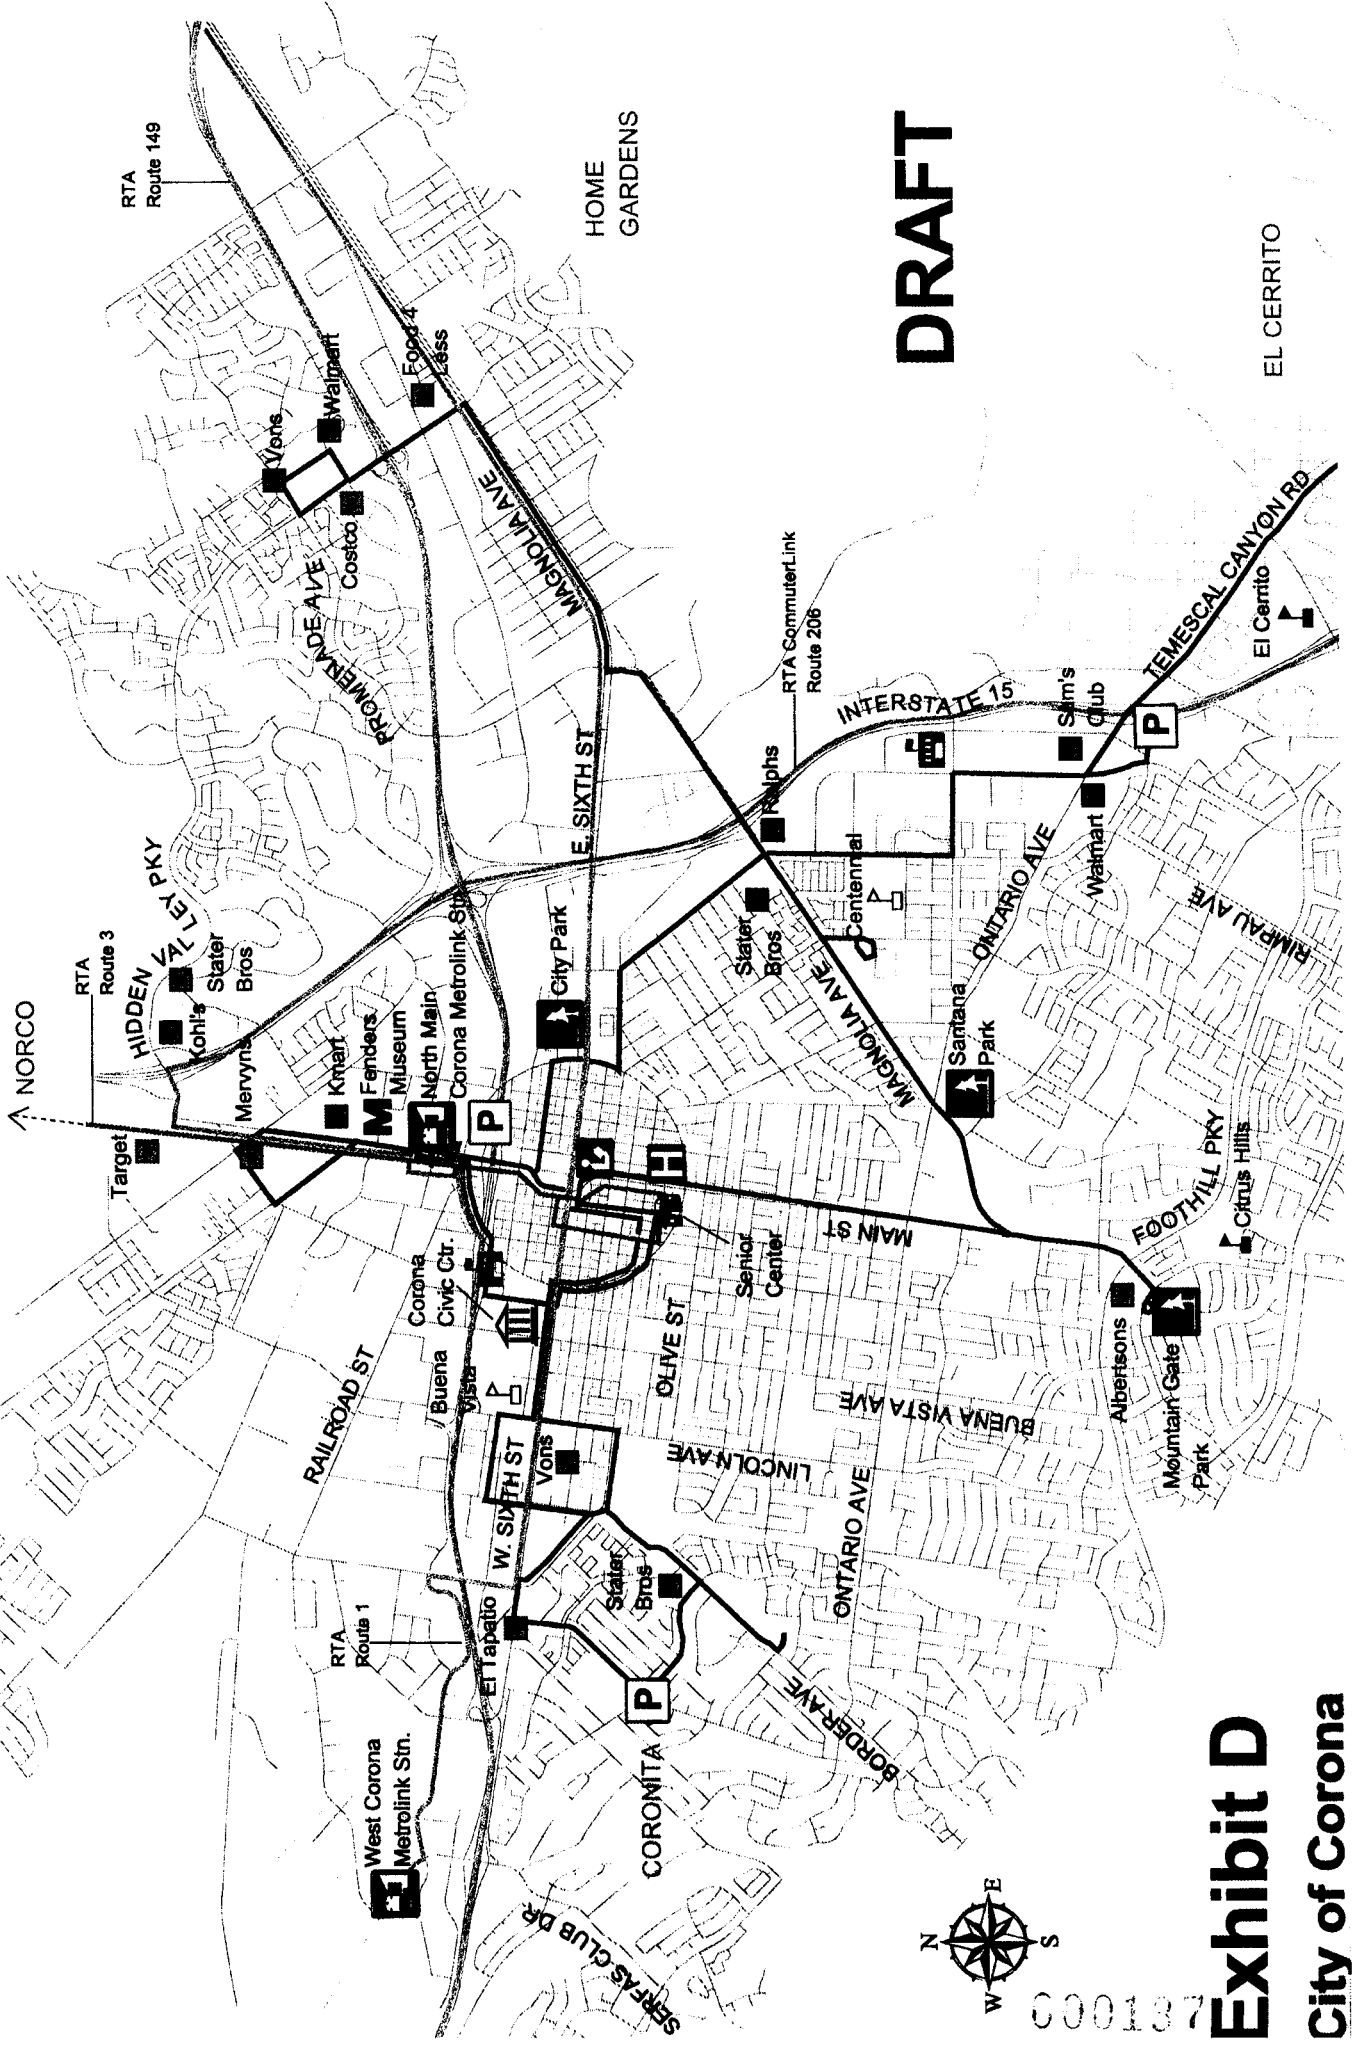 NORCO
RTA
Route 3
HIDDEN VALLEY PKY
RTA
Route 149
Target
Kohl's
Stater
Bros
Mervyns
Kmart
Fenders
Museum
M
North Main
Corona Metrolink Stn.
P
PROMENADE AVE
Vons
Walmart
Costco
Food 4
Less
HOME
GARDENS
MAGNOLIA AVE
E. SIXTH ST
City Park
West Corona
Metrolink Stn.
RTA
Route 1
RAILROAD ST
Corona
Civic Ctr.
Buena
Vista
El Tapatio
W. SIXTH ST
Vons
H
OLIVE ST
Senior
Center
Stater
Bros
P
CORONITA
SERFAS CLUB DR
LINCOLN AVE
BORDER AVE
ONTARIO AVE
BUENA VISTA AVE
MAIN ST
MAGNOLIA AVE
Stater
Bros
Ralphs
RTA CommuterLink
Route 206
INTERSTATE 15
Centennial
Santana
Park
ONTARIO AVE
Sam's
Club
Walmart
P
TEMESCAL CANYON RD
El Cerrito
EL CERRITO
RIMPAU AVE
FOOTHILL PKY
Citrus Hills
Albertsons
Mountain Gate
Park
DRAFT
N
E
S
W
000137
Exhibit D
City of Corona